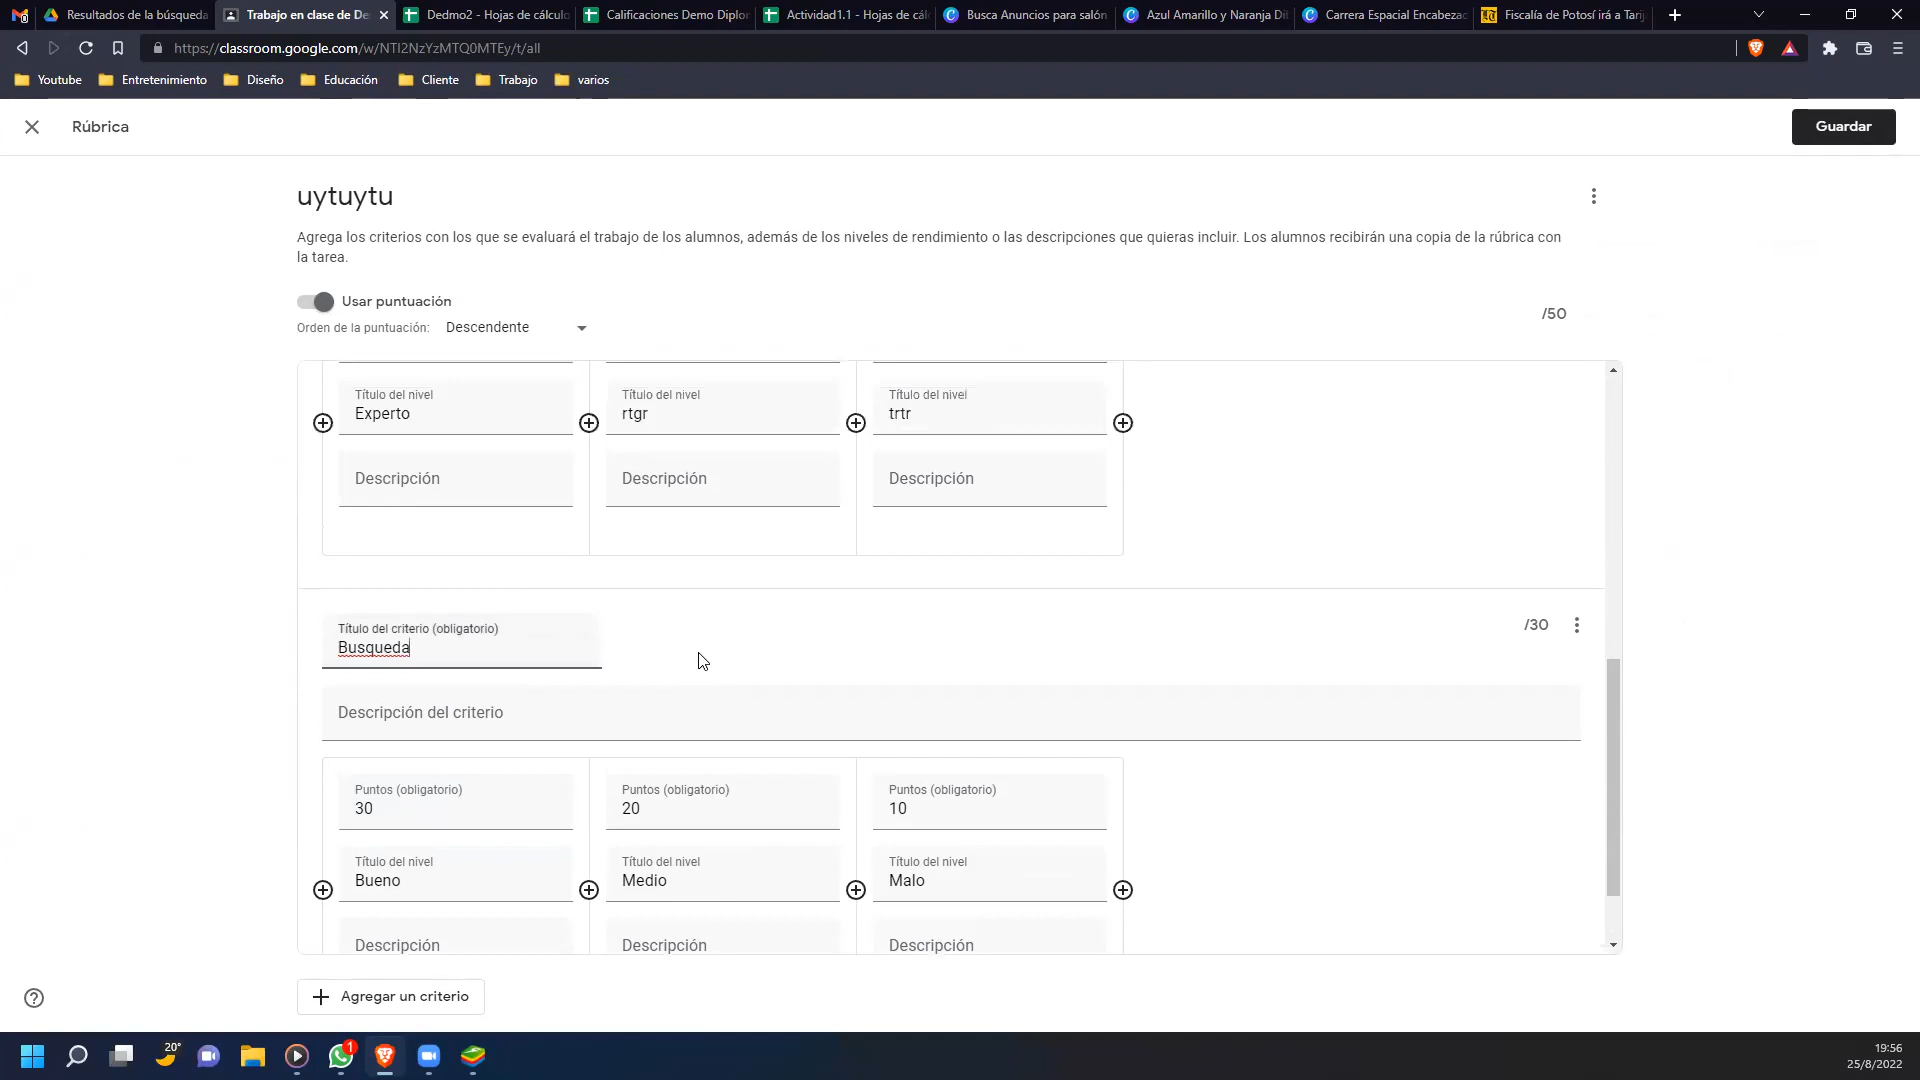 Resultados de la búsqueda
Trabajo en clase de De
Dedmo2 - Hojas de cálculo
Calificaciones Demo Diplon
Actividad1.1 - Hojas de cál
Busca Anuncios para salón
Azul Amarillo y Naranja Dit
Carrera Espacial Encabezac
Fiscalía de Potosí irá a Tarij
https://classroom.google.com/w/NTI2NzYzMTQ0MTEy/t/all
Youtube
Entretenimiento
Diseño
Educación
Cliente
Trabajo
varios
Rúbrica
Guardar
uytuytu
Agrega los criterios con los que se evaluará el trabajo de los alumnos, además de los niveles de rendimiento o las descripciones que quieras incluir. Los alumnos recibirán una copia de la rúbrica con
la tarea.
Usar puntuación
Orden de la puntuación: Descendente
/50
Título del nivel
Experto
Título del nivel
rtgr
Título del nivel
trtr
Descripción
Descripción
Descripción
Título del criterio (obligatorio)
Busqueda
/30
Descripción del criterio
Puntos (obligatorio)
30
Puntos (obligatorio)
20
Puntos (obligatorio)
10
Título del nivel
Bueno
Título del nivel
Medio
Título del nivel
Malo
Descripción
Descripción
Descripción
Agregar un criterio
20°
1
19:56
25/8/2022